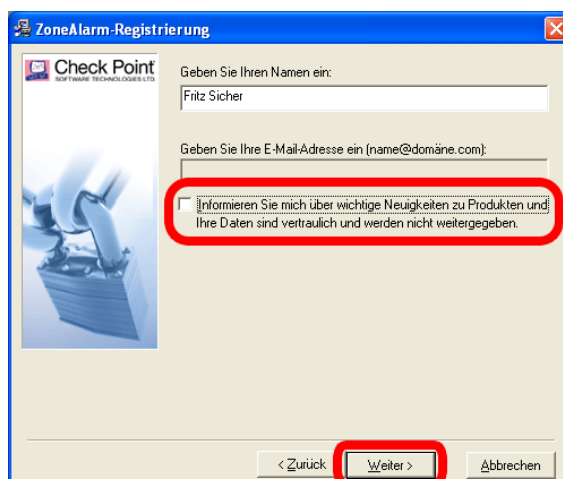 ZoneAlarm-Registrierung
Check Point
SOFTWARE TECHNOLOGIES LTD.
Geben Sie Ihren Namen ein:
Fritz Sicher
Geben Sie Ihre E-Mail-Adresse ein (name@domäne.com):
Informieren Sie mich über wichtige Neuigkeiten zu Produkten und
Ihre Daten sind vertraulich und werden nicht weitergegeben.
< Zurück
Weiter >
Abbrechen